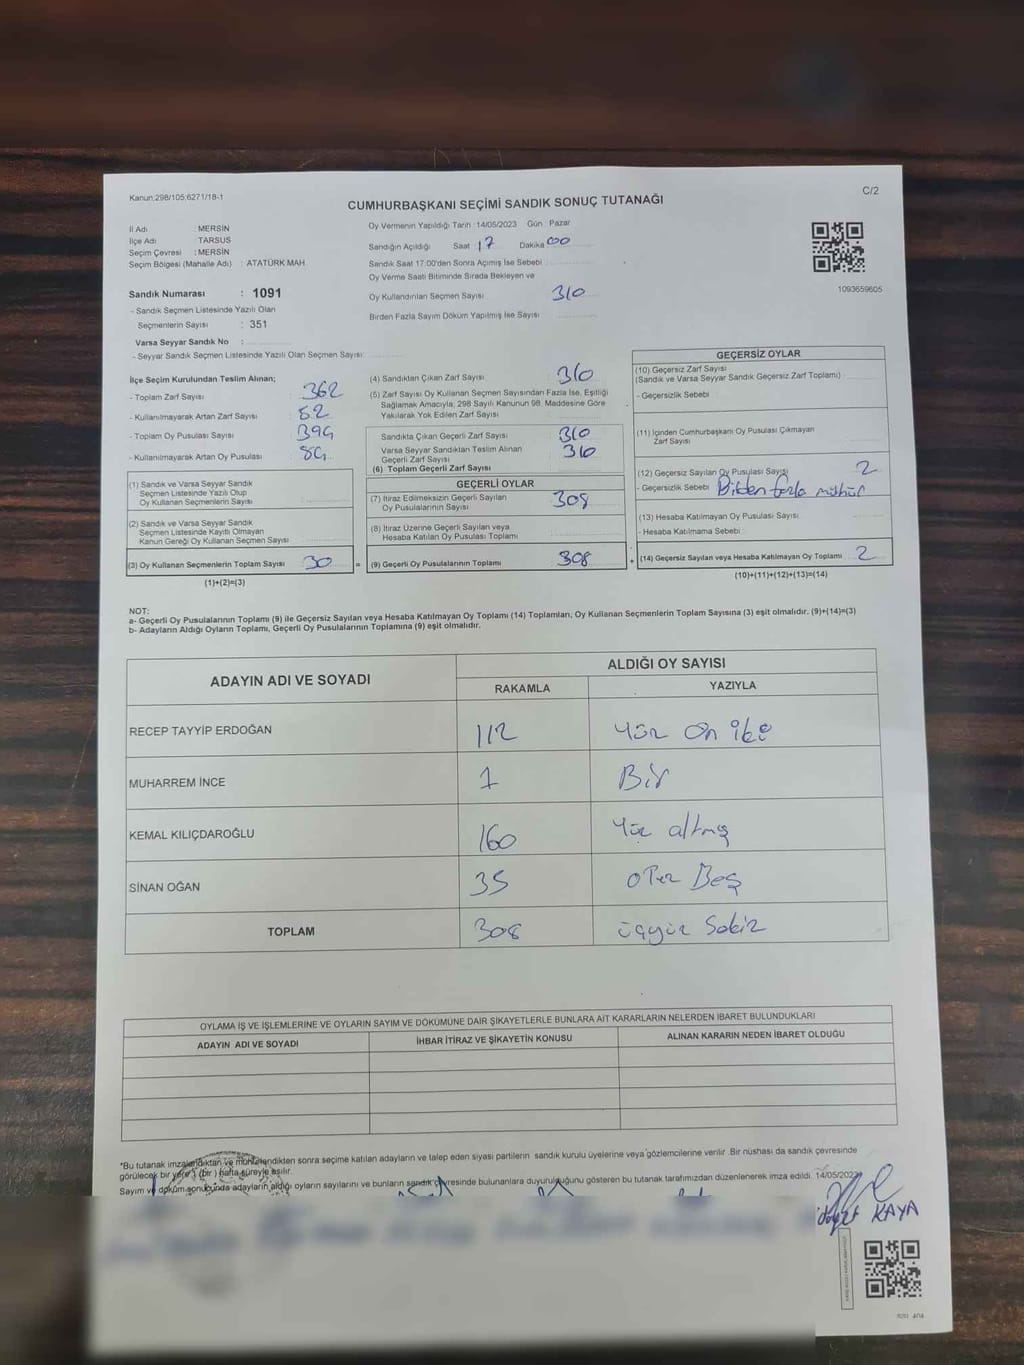 Kanun:298/105;6271/18-1
C/2
CUMHURBAŞKANI SEÇİMİ SANDIK SONUÇ TUTANAĞI
İl Adı : MERSİN
İlçe Adı : TARSUS
Seçim Çevresi : MERSİN
Seçim Bölgesi (Mahalle Adı) : ATATÜRK MAH
Sandık Numarası : 1091
- Sandık Seçmen Listesinde Yazılı Olan
Seçmenlerin Sayısı : 351
Varsa Seyyar Sandık No :
- Seyyar Sandık Seçmen Listesinde Yazılı Olan Seçmen Sayısı:
Oy Vermenin Yapıldığı Tarih :14/05/2023 Gün : Pazar
Sandığın Açıldığı Saat : 17 Dakika 00
Sandık Saat 17:00'den Sonra Açımış İse Sebebi :
Oy Verme Saati Bitiminde Sırada Bekleyen ve
Oy Kullandırılan Seçmen Sayısı 310
Birden Fazla Sayım Döküm Yapılmış İse Sayısı
1093659605
İlçe Seçim Kurulundan Teslim Alınan;
- Toplam Zarf Sayısı : 362
- Kullanılmayarak Artan Zarf Sayısı : 52
- Toplam Oy Pusulası Sayısı : 394
- Kullanılmayarak Artan Oy Pusulası : 84
(1) Sandık ve Varsa Seyyar Sandık
Seçmen Listesinde Yazılı Olup
Oy Kullanan Seçmenlerin Sayısı :
(2) Sandık ve Varsa Seyyar Sandık
Seçmen Listesinde Kayıtlı Olmayan
Kanun Gereği Oy Kullanan Seçmen Sayısı :
(3) Oy Kullanan Seçmenlerin Toplam Sayısı 30 =
(1)+(2)=(3)
(4) Sandıktan Çıkan Zarf Sayısı : 310
(5) Zarf Sayısı Oy Kullanan Seçmen Sayısından Fazla İse, Eşitliği
Sağlamak Amacıyla, 298 Sayılı Kanunun 98. Maddesine Göre
Yakılarak Yok Edilen Zarf Sayısı :
Sandıkta Çıkan Geçerli Zarf Sayısı 310
Varsa Seyyar Sandıktan Teslim Alınan
Geçerli Zarf Sayısı 310
(6) Toplam Geçerli Zarf Sayısı
GEÇERLİ OYLAR
(7) İtiraz Edilmeksizin Geçerli Sayılan
Oy Pusulalarının Sayısı 308
(8) İtiraz Üzerine Geçerli Sayılan veya
Hesaba Katılan Oy Pusulası Toplamı
(9) Geçerli Oy Pusulalarının Toplamı 308 +
GEÇERSİZ OYLAR
(10) Geçersiz Zarf Sayısı
(Sandık ve Varsa Seyyar Sandık Geçersiz Zarf Toplamı)
- Geçersizlik Sebebi :
(11) İçinden Cumhurbaşkanı Oy Pusulası Çıkmayan
Zarf Sayısı
(12) Geçersiz Sayılan Oy Pusulası Sayısı 2
- Geçersizlik Sebebi Birden fazla mühür
(13) Hesaba Katılmayan Oy Pusulası Sayısı
- Hesaba Katılmama Sebebi :
(14) Geçersiz Sayılan veya Hesaba Katılmayan Oy Toplamı 2
(10)+(11)+(12)+(13)=(14)
NOT:
a- Geçerli Oy Pusulalarının Toplamı (9) ile Geçersiz Sayılan veya Hesaba Katılmayan Oy Toplamı (14) Toplamları, Oy Kullanan Seçmenlerin Toplam Sayısına (3) eşit olmalıdır. (9)+(14)=(3)
b- Adayların Aldığı Oyların Toplamı, Geçerli Oy Pusulalarının Toplamına (9) eşit olmalıdır.
ADAYIN ADI VE SOYADI
ALDIĞI OY SAYISI
RAKAMLA YAZIYLA
RECEP TAYYİP ERDOĞAN 112 Yüz on iki
MUHARREM İNCE 1 Bir
KEMAL KILIÇDAROĞLU 160 Yüz altmış
SİNAN OĞAN 35 Otuz Beş
TOPLAM 308 üçyüz Sekiz
OYLAMA İŞ VE İŞLEMLERİNE VE OYLARIN SAYIM VE DÖKÜMÜNE DAİR ŞİKAYETLERLE BUNLARA AİT KARARLARIN NELERDEN İBARET BULUNDUKLARI
ADAYIN ADI VE SOYADI İHBAR İTİRAZ VE ŞİKAYETİN KONUSU ALINAN KARARIN NEDEN İBARET OLDUĞU
*Bu tutanak imzalandıktan ve mühürlendikten sonra seçime katılan adayların ve talep eden siyasi partilerin sandık kurulu üyelerine veya gözlemcilerine verilir. Bir nüshası da sandık çevresinde
görülecek bir yere 1 (bir ) hafta süreyle asılır.
Sayım ve döküm sonucunda adayların aldığı oyların sayılarını ve bunların sandık çevresinde bulunanlara duyurulduğunu gösteren bu tutanak tarafımızdan düzenlenerek imza edildi. 14/05/2023
KAYA